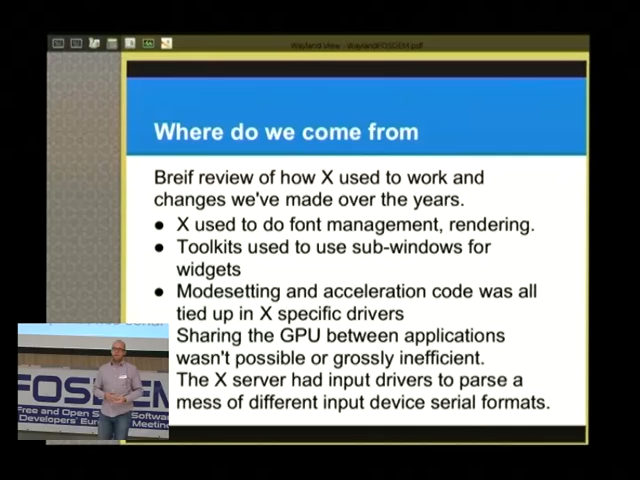 Wayland View - WaylandFOSDEM.pdf
Where do we come from
Breif review of how X used to work and
changes we've made over the years.
● X used to do font management, rendering.
● Toolkits used to use sub-windows for
widgets
● Modesetting and acceleration code was all
tied up in X specific drivers
Sharing the GPU between applications
wasn't possible or grossly inefficient.
The X server had input drivers to parse a
mess of different input device serial formats.
FOSDEM
Free and Open Software
Developers' Meeting